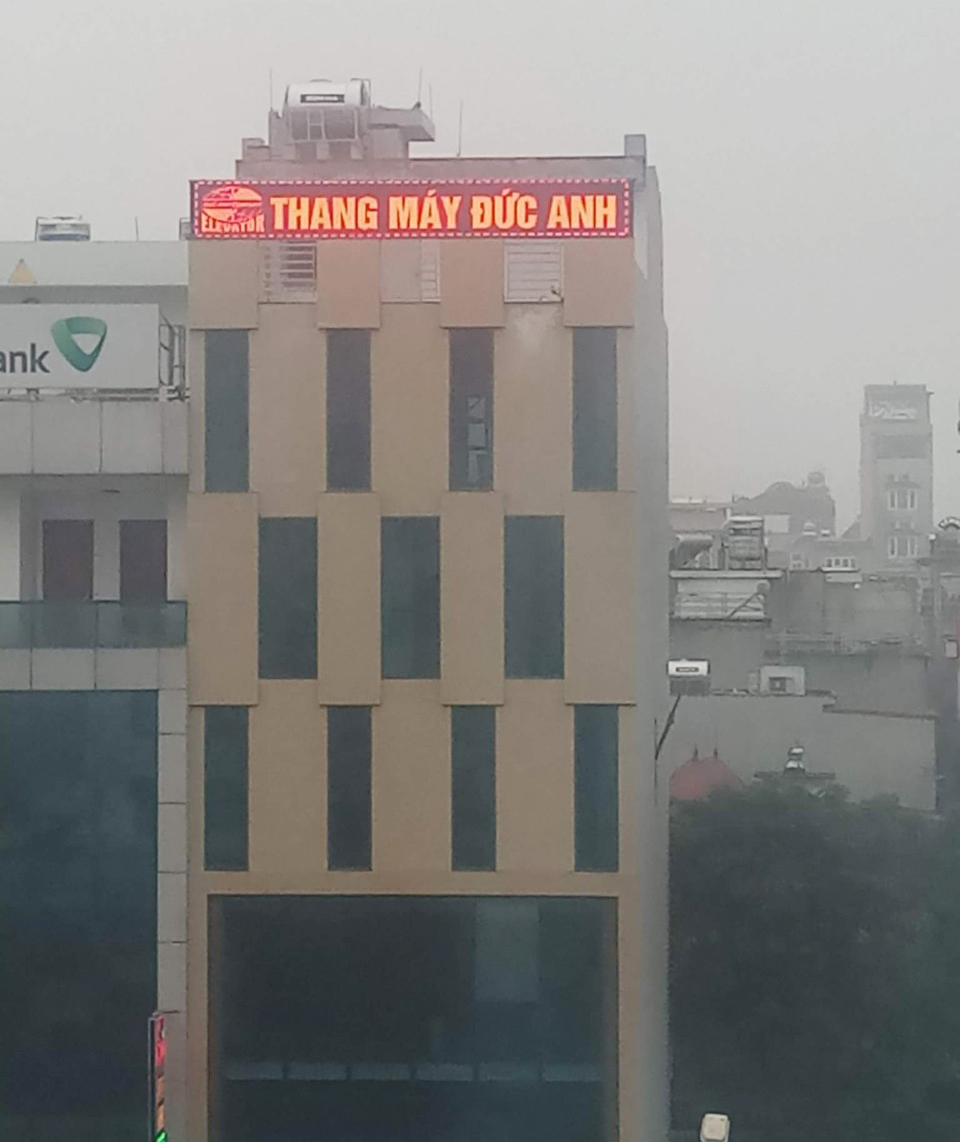 ELEVATOR
THANG MÁY ĐỨC ANH
ank